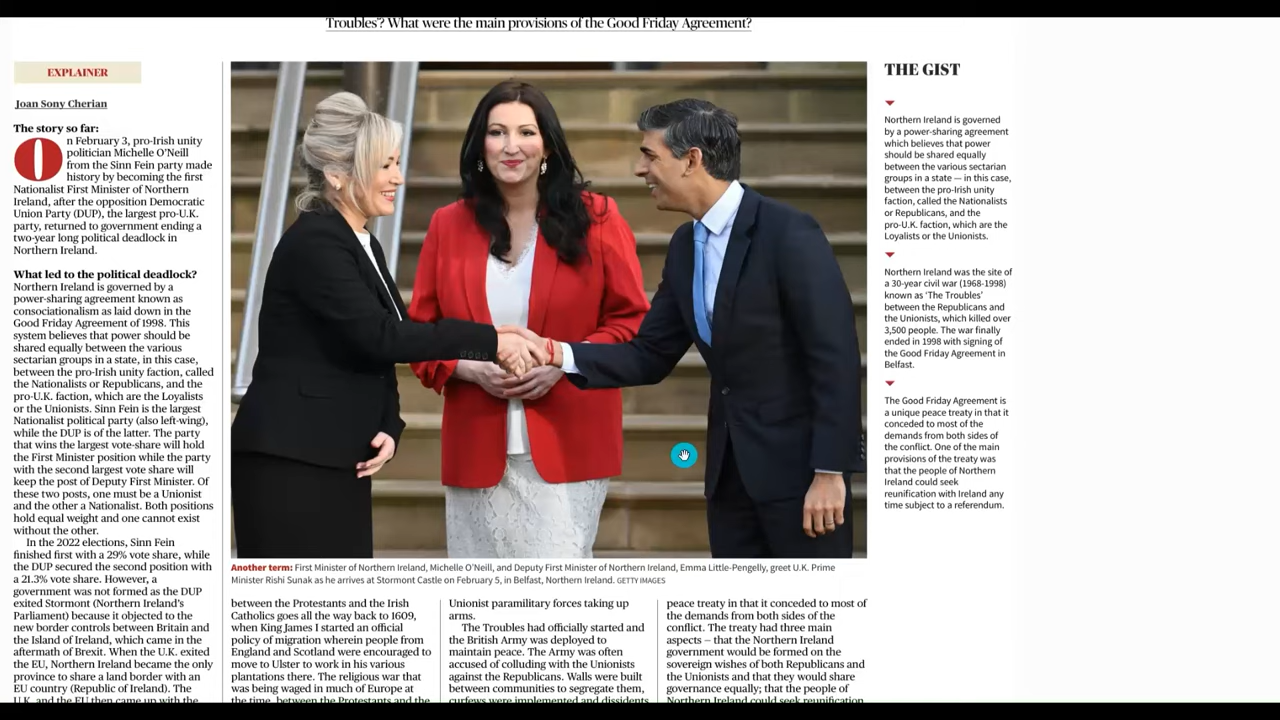 Troubles'? What were the main provisions of the Good Friday Agreement?
EXPLAINER
Joan Sony Cherian
The story so far:
On February 3, pro-Irish unity
politician Michelle O'Neill
from the Sinn Fein party made
history by becoming the first
Nationalist First Minister of Northern
Ireland, after the opposition Democratic
Union Party (DUP), the largest pro-U.K.
party, returned to government ending a
two-year long political deadlock in
Northern Ireland.
What led to the political deadlock?
Northern Ireland is governed by a
power-sharing agreement known as
consociationalism as laid down in the
Good Friday Agreement of 1998. This
system believes that power should be
shared equally between the various
sectarian groups in a state, in this case,
between the pro-Irish unity faction, called
the Nationalists or Republicans, and the
pro-U.K. faction, which are the Loyalists
or the Unionists. Sinn Fein is the largest
Nationalist political party (also left-wing),
while the DUP is of the latter. The party
that wins the largest vote-share will hold
the First Minister position while the party
with the second largest vote share will
keep the post of Deputy First Minister. Of
these two posts, one must be a Unionist
and the other a Nationalist. Both positions
hold equal weight and one cannot exist
without the other.
In the 2022 elections, Sinn Fein
finished first with a 29% vote share, while
the DUP secured the second position with
a 21.3% vote share. However, a
government was not formed as the DUP
exited Stormont (Northern Ireland's
Parliament) because it objected to the
new border controls between Britain and
the Island of Ireland, which came in the
aftermath of Brexit. When the U.K. exited
the EU, Northern Ireland became the only
province to share a land border with an
EU country (Republic of Ireland). The
U.K. and the EU then came up with the
Another term: First Minister of Northern Ireland, Michelle O'Neill, and Deputy First Minister of Northern Ireland, Emma Little-Pengelly, greet U.K. Prime
Minister Rishi Sunak as he arrives at Stormont Castle on February 5, in Belfast, Northern Ireland. GETTY IMAGES
between the Protestants and the Irish
Catholics goes all the way back to 1609,
when King James I started an official
policy of migration wherein people from
England and Scotland were encouraged to
move to Ulster to work in his various
plantations there. The religious war that
was being waged in much of Europe at
the time, between the Protestants and the
Unionist paramilitary forces taking up
arms.
The Troubles had officially started and
the British Army was deployed to
maintain peace. The Army was often
accused of colluding with the Unionists
against the Republicans. Walls were built
between communities to segregate them,
curfews were implemented and dissidents
peace treaty in that it conceded to most of
the demands from both sides of the
conflict. The treaty had three main
aspects — that the Northern Ireland
government would be formed on the
sovereign wishes of both Republicans and
the Unionists and that they would share
governance equally; that the people of
Northern Ireland could seek reunification
THE GIST
Northern Ireland is governed
by a power-sharing agreement
which believes that power
should be shared equally
between the various sectarian
groups in a state — in this case,
between the pro-Irish unity
faction, called the Nationalists
or Republicans, and the
pro-U.K. faction, which are the
Loyalists or the Unionists.
Northern Ireland was the site of
a 30-year civil war (1968-1998)
known as 'The Troubles'
between the Republicans and
the Unionists, which killed over
3,500 people. The war finally
ended in 1998 with signing of
the Good Friday Agreement in
Belfast.
The Good Friday Agreement is
a unique peace treaty in that it
conceded to most of the
demands from both sides of
the conflict. One of the main
provisions of the treaty was
that the people of Northern
Ireland could seek
reunification with Ireland any
time subject to a referendum.